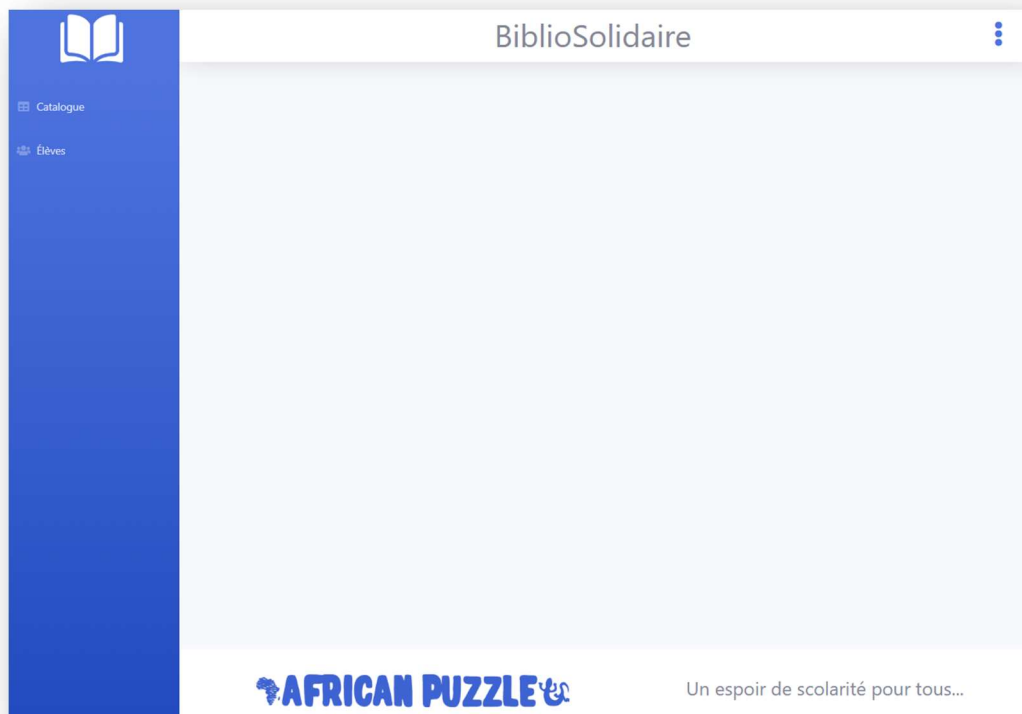 BiblioSolidaire
Catalogue
Élèves
AFRICAN PUZZLE
Un espoir de scolarité pour tous...